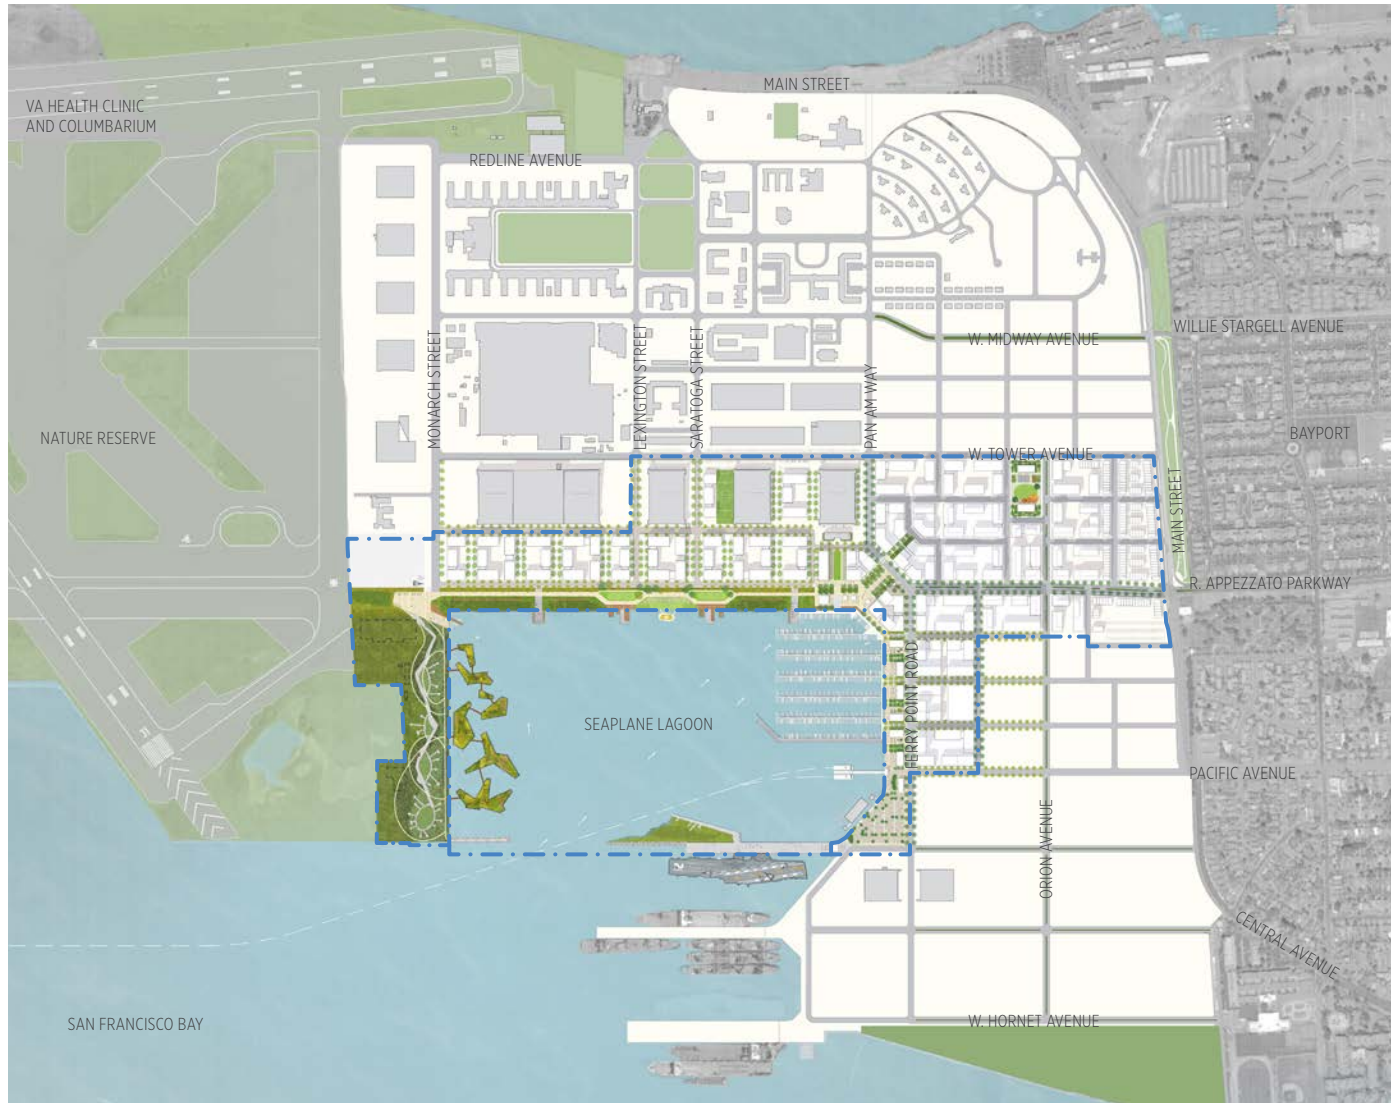 MAIN STREET
VA HEALTH CLINIC
AND COLUMBARIUM
REDLINE AVENUE
WILLIE STARGELL AVENUE
W. MIDWAY AVENUE
MONARCH STREET
LEXINGTON STREET
SARATOGA STREET
PAN AM WAY
NATURE RESERVE
BAYPORT
W. TOWER AVENUE
MAIN STREET
R. APPEZZATO PARKWAY
FERRY POINT ROAD
SEAPLANE LAGOON
PACIFIC AVENUE
ORION AVENUE
CENTRAL AVENUE
SAN FRANCISCO BAY
W. HORNET AVENUE